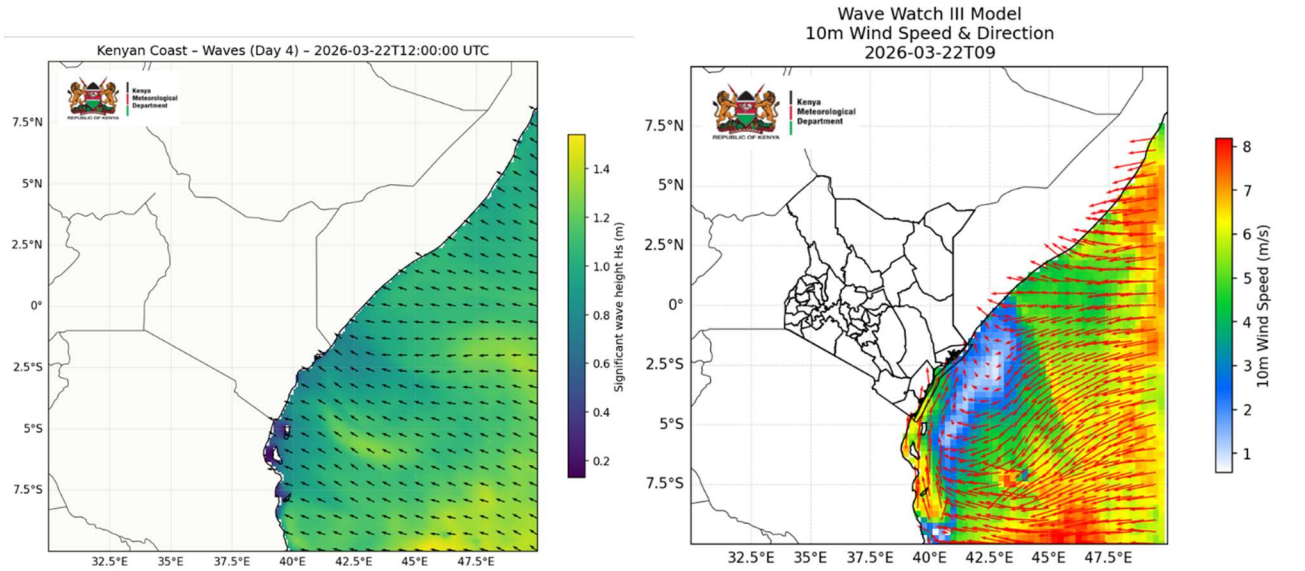 Kenyan Coast – Waves (Day 4) – 2026-03-22T12:00:00 UTC
Kenya
Meteorological
Department
REPUBLIC OF KENYA
7.5°N
5°N
2.5°N
0°
2.5°S
5°S
7.5°S
32.5°E 35°E 37.5°E 40°E 42.5°E 45°E 47.5°E
1.4
1.2
1.0
0.8
0.6
0.4
0.2
Significant wave height Hs (m)
Wave Watch III Model
10m Wind Speed & Direction
2026-03-22T09
Kenya
Meteorological
Department
REPUBLIC OF KENYA
7.5°N
5°N
2.5°N
0°
2.5°S
5°S
7.5°S
32.5°E 35°E 37.5°E 40°E 42.5°E 45°E 47.5°E
8
7
6
5
4
3
2
1
10m Wind Speed (m/s)